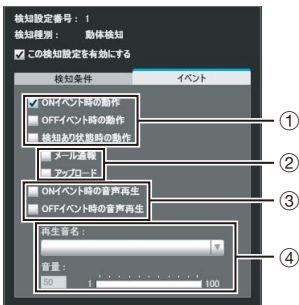 検知設定番号： 1
検知種別： 動体検知
この検知設定を有効にする
検知条件 イベント
ONイベント時の動作
OFFイベント時の動作
検知あり状態時の動作
メール通報
アップロード
ONイベント時の音声再生
OFFイベント時の音声再生
再生音名：
音量：
50 1 100
①
②
③
④